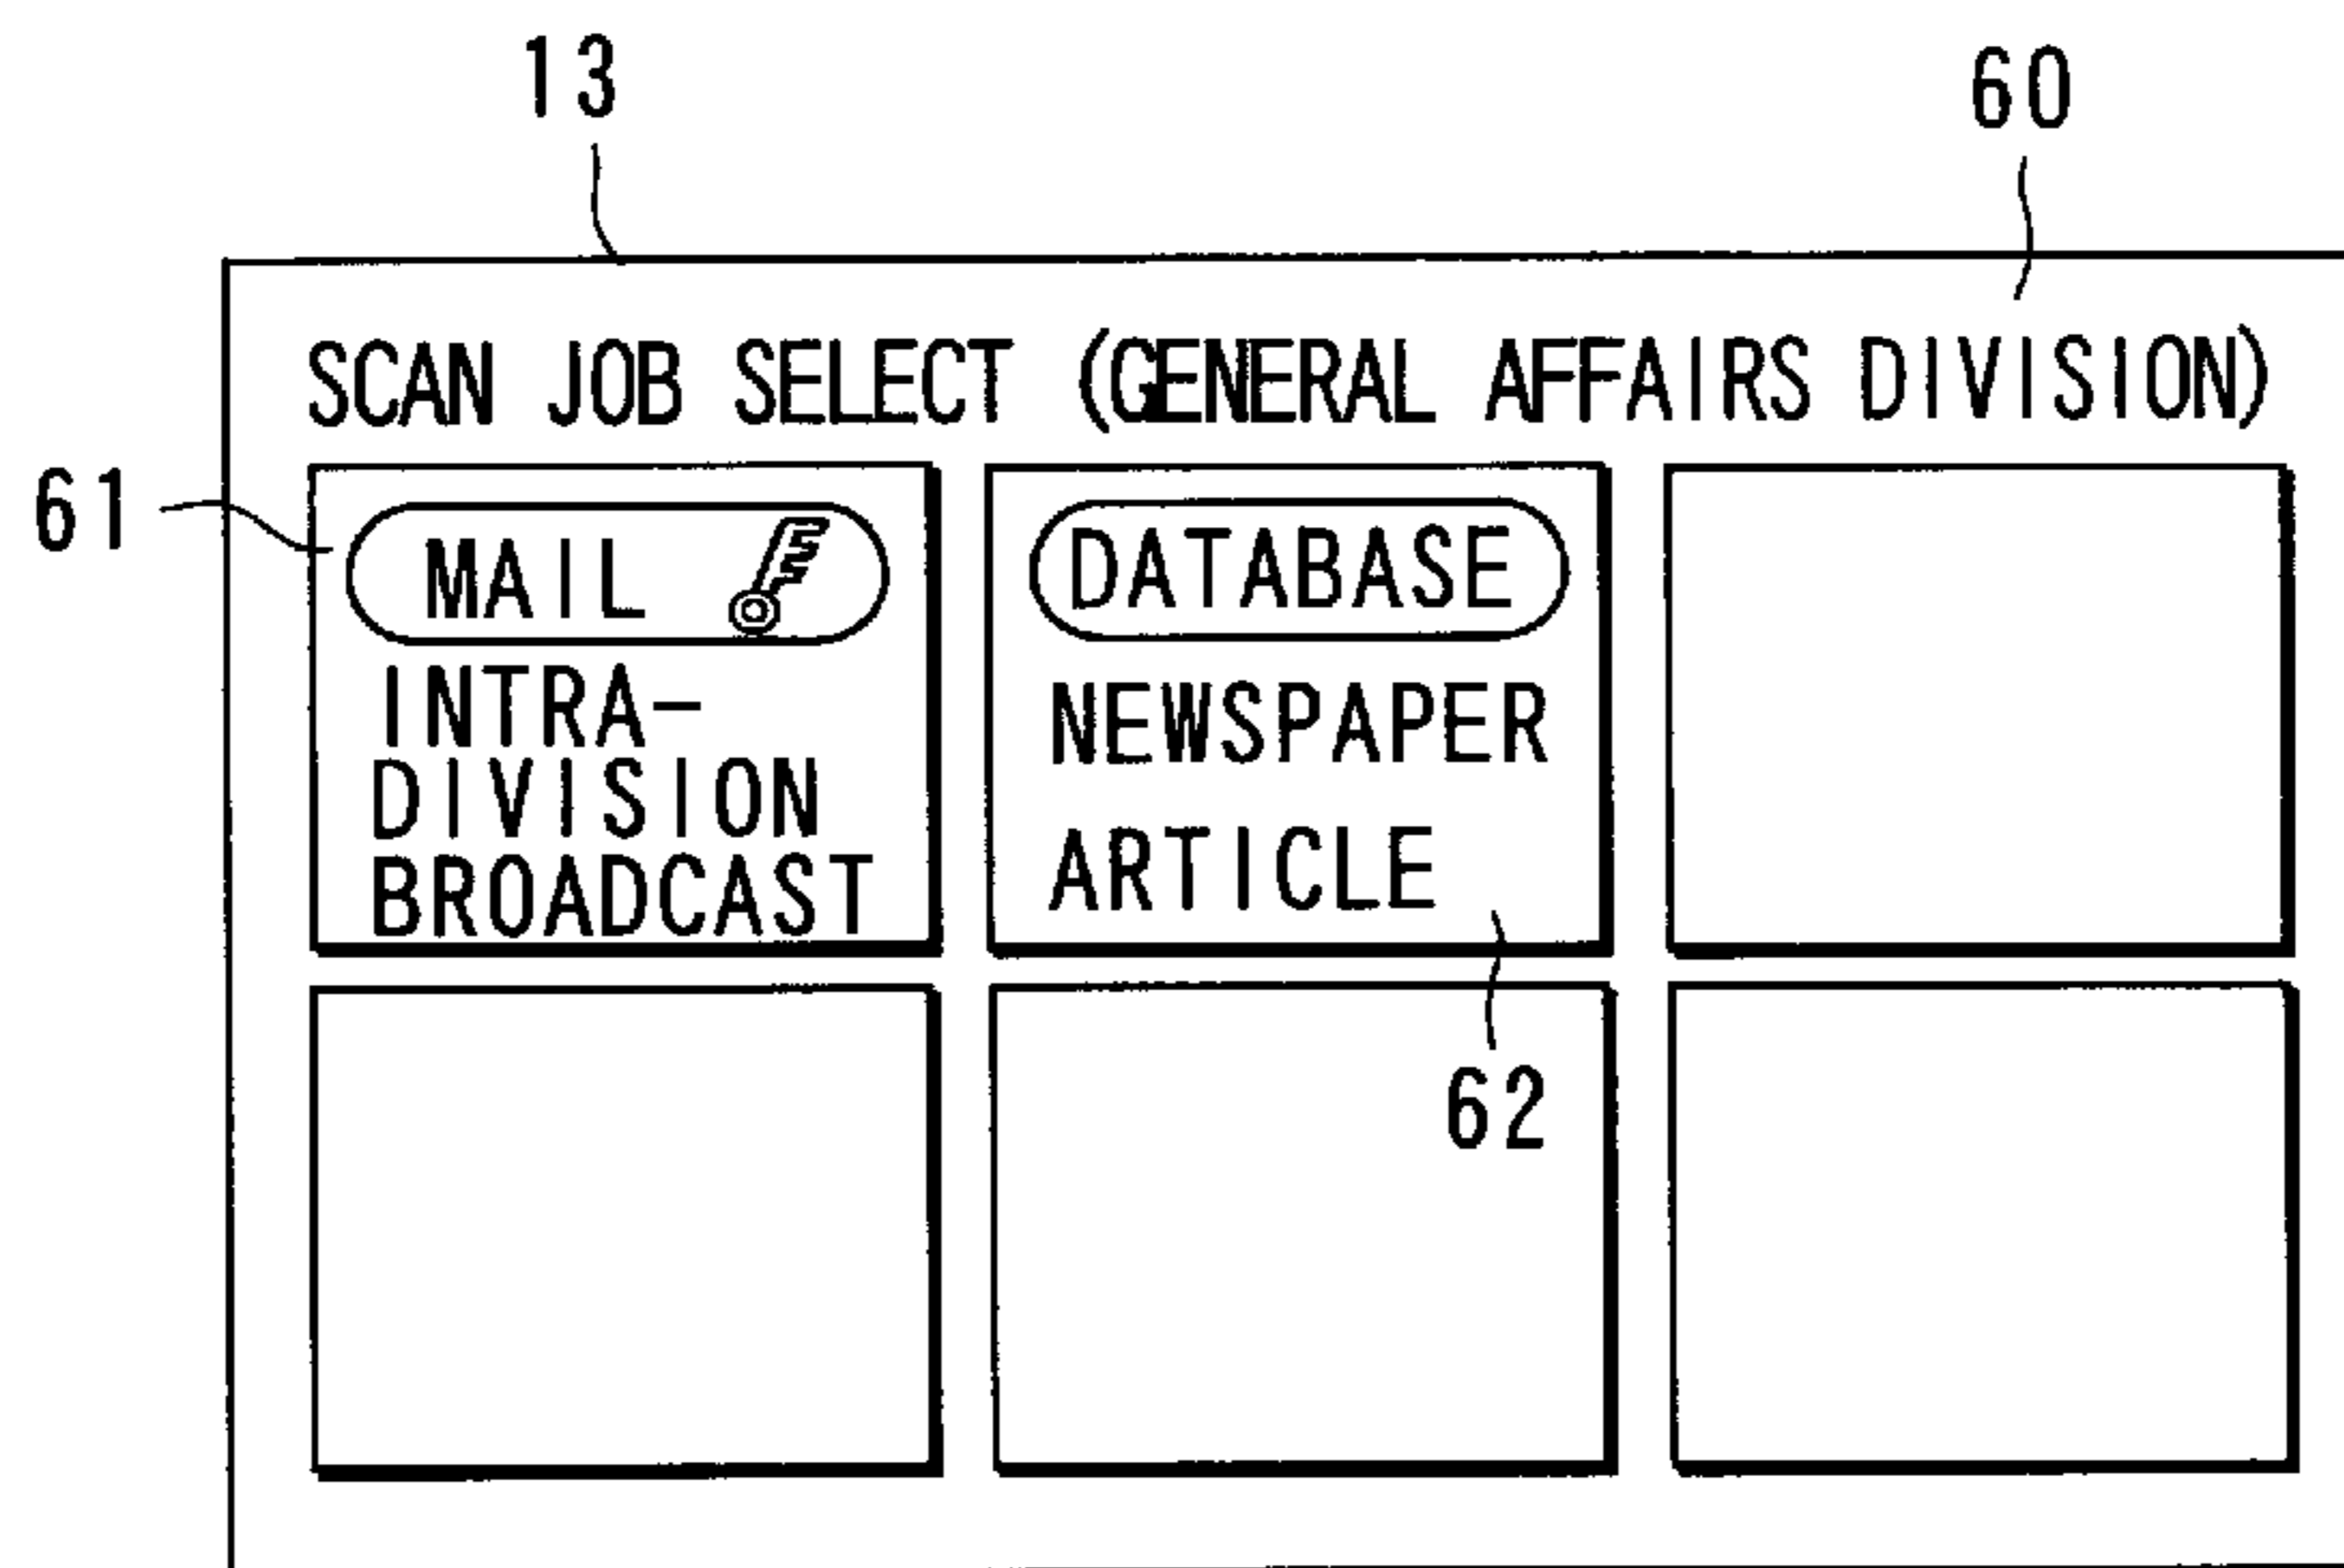 13
60
SCAN JOB SELECT (GENERAL AFFAIRS DIVISION)
61
MAIL
INTRA-
DIVISION
BROADCAST
DATABASE
NEWSPAPER
ARTICLE
62